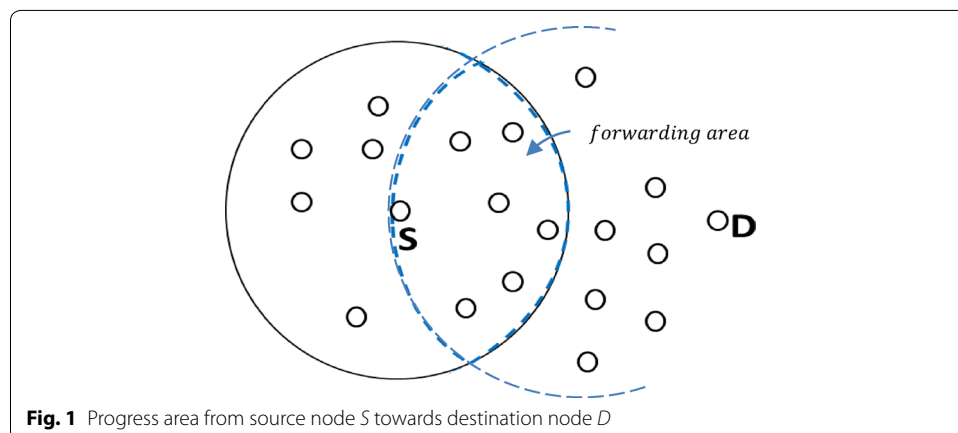 forwarding area
S
D
Fig. 1 Progress area from source node S towards destination node D